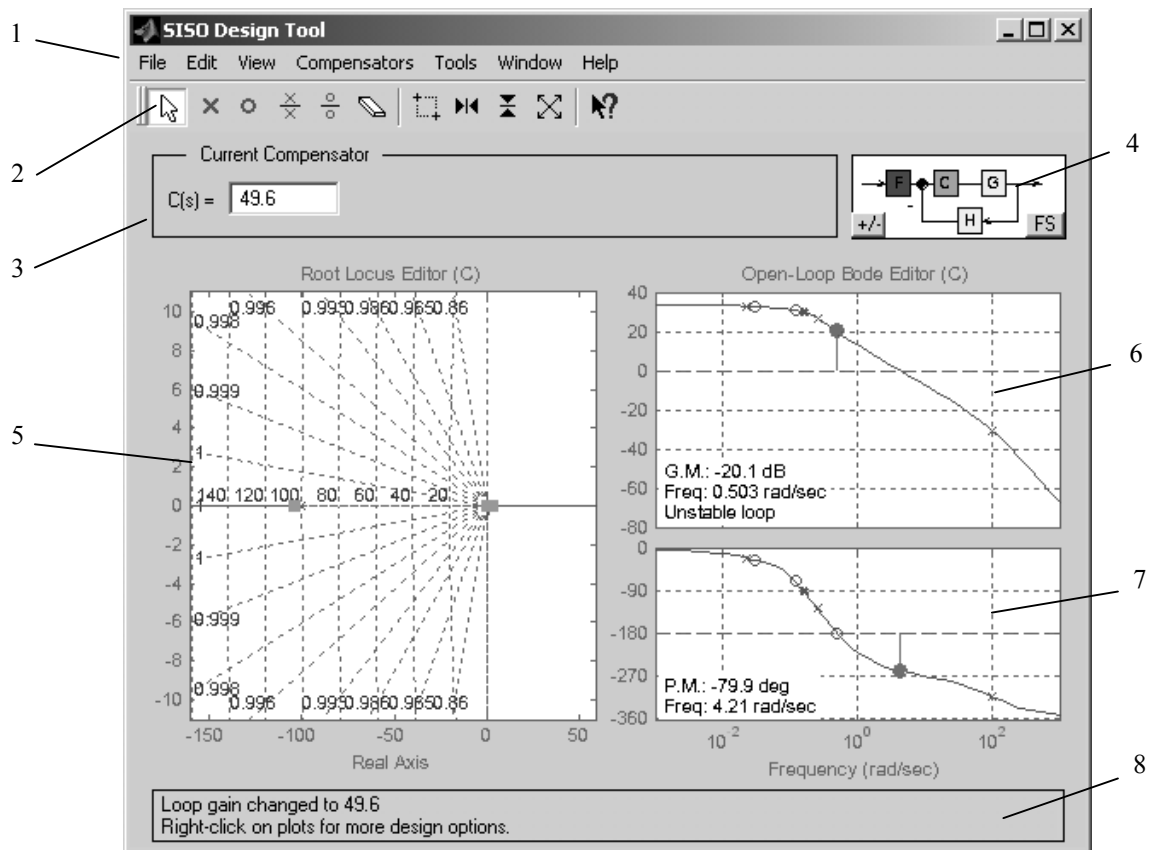 SISO Design Tool
1
File Edit View Compensators Tools Window Help
2
Current Compensator
C(s) = 49.6
3
F C G
- H
+/- FS
4
Root Locus Editor (C)
10
8
6
4
2
0
-2
-4
-6
-8
-10
0.996 0.993 0.986 0.965 0.86
0.998
0.999
1
140 120 100 80 60 40 20
1
1
0.999
0.998
0.996 0.993 0.986 0.965 0.86
-150 -100 -50 0 50
Real Axis
5
Open-Loop Bode Editor (C)
40
20
0
-20
-40
-60
-80
G.M.: -20.1 dB
Freq: 0.503 rad/sec
Unstable loop
6
0
-90
-180
-270
-360
P.M.: -79.9 deg
Freq: 4.21 rad/sec
7
10-2 100 102
Frequency (rad/sec)
Loop gain changed to 49.6
Right-click on plots for more design options.
8